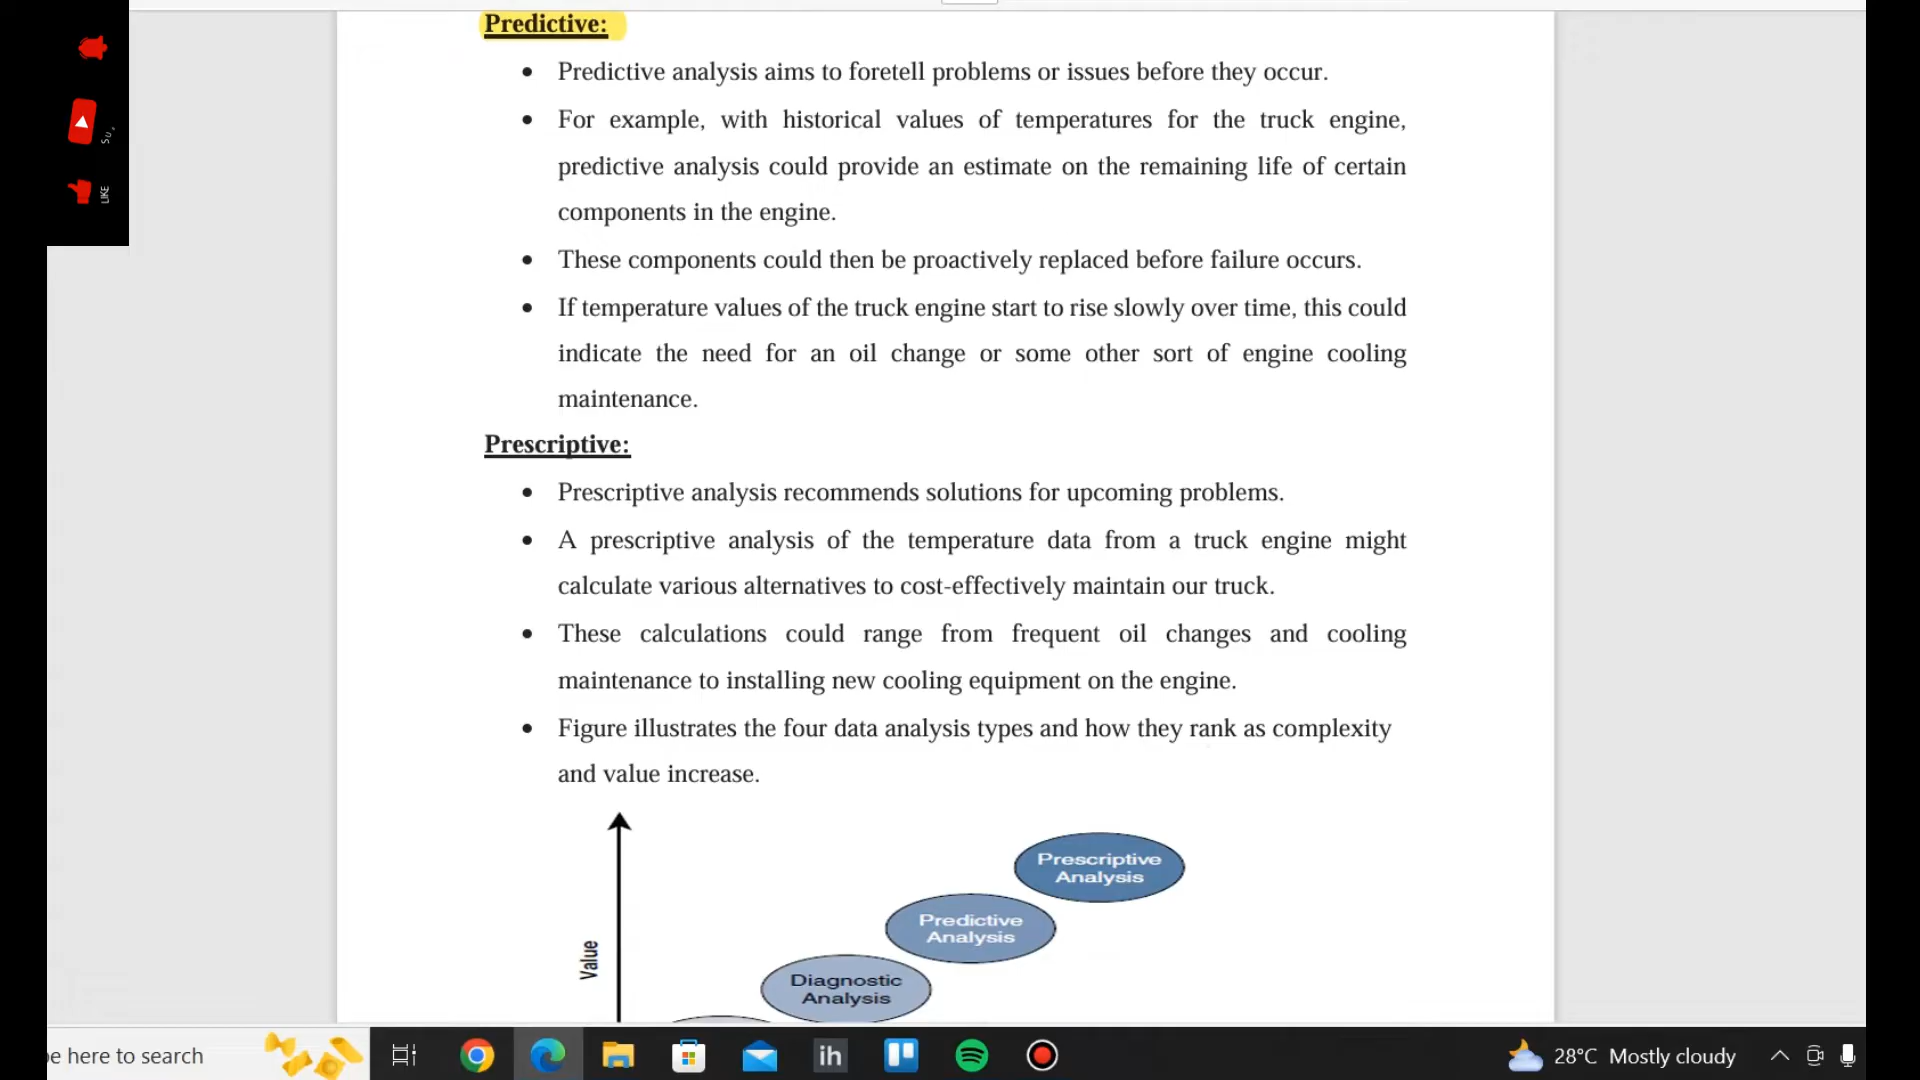 Predictive:
• Predictive analysis aims to foretell problems or issues before they occur.
• For example, with historical values of temperatures for the truck engine,
predictive analysis could provide an estimate on the remaining life of certain
components in the engine.
• These components could then be proactively replaced before failure occurs.
• If temperature values of the truck engine start to rise slowly over time, this could
indicate the need for an oil change or some other sort of engine cooling
maintenance.
Prescriptive:
• Prescriptive analysis recommends solutions for upcoming problems.
• A prescriptive analysis of the temperature data from a truck engine might
calculate various alternatives to cost-effectively maintain our truck.
• These calculations could range from frequent oil changes and cooling
maintenance to installing new cooling equipment on the engine.
• Figure illustrates the four data analysis types and how they rank as complexity
and value increase.
Prescriptive
Analysis
Predictive
Analysis
Value
Diagnostic
Analysis
LIKE
e here to search
ih
28°C Mostly cloudy